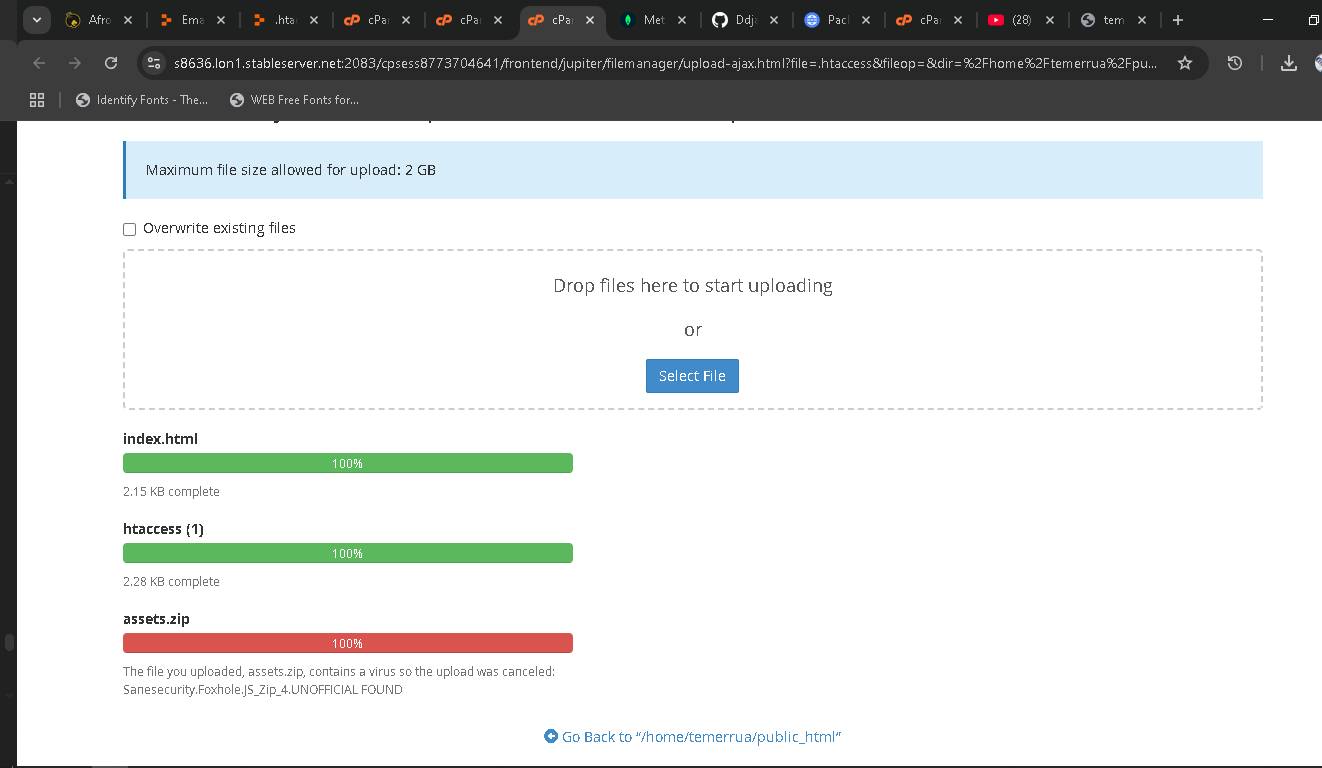 Afro
Ema
.hta
cPa
cPa
cPa
Met
Ddja
Pacl
cPa
(28)
tem
s8636.lon1.stableserver.net:2083/cpsess8773704641/frontend/jupiter/filemanager/upload-ajax.html?file=.htaccess&fileop=&dir=%2Fhome%2Ftemerrua%2Fpu...
Identify Fonts - The...
WEB Free Fonts for...
Maximum file size allowed for upload: 2 GB
Overwrite existing files
Drop files here to start uploading
or
Select File
index.html
100%
2.15 KB complete
htaccess (1)
100%
2.28 KB complete
assets.zip
100%
The file you uploaded, assets.zip, contains a virus so the upload was canceled:
Sanesecurity.Foxhole.JS_Zip_4.UNOFFICIAL FOUND
Go Back to “/home/temerrua/public_html”